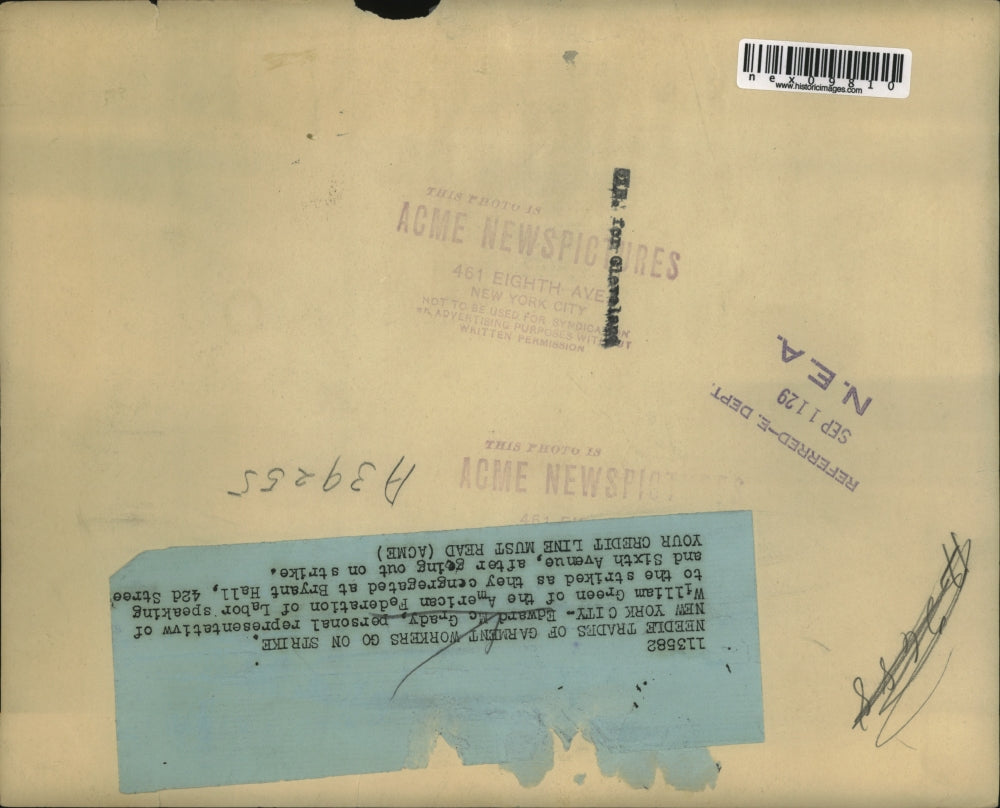 nex09810
www.historicimages.com
THIS PHOTO IS
ACME NEWSPICTURES
461 EIGHTH AVE
NEW YORK CITY
NOT TO BE USED FOR SYNDICATION
OR ADVERTISING PURPOSES WITHOUT
WRITTEN PERMISSION
for Cleveland
REFERRED-E. DEPT.
SEP 11 29
N.E.A.
THIS PHOTO IS
ACME NEWSPICTURES
461
A39255
113582
NEEDLE TRADES OF GARMENT WORKERS GO ON STRIKE.
NEW YORK CITY- Edward Mc Grady, personal representativw of
William Green of the American Federation of Labor speaking
to the striked as they cengregated at Bryant Hall, 42d Stree
and Sixth Avenue, after going out on strike.
YOUR CREDIT LINE MUST READ (ACME)